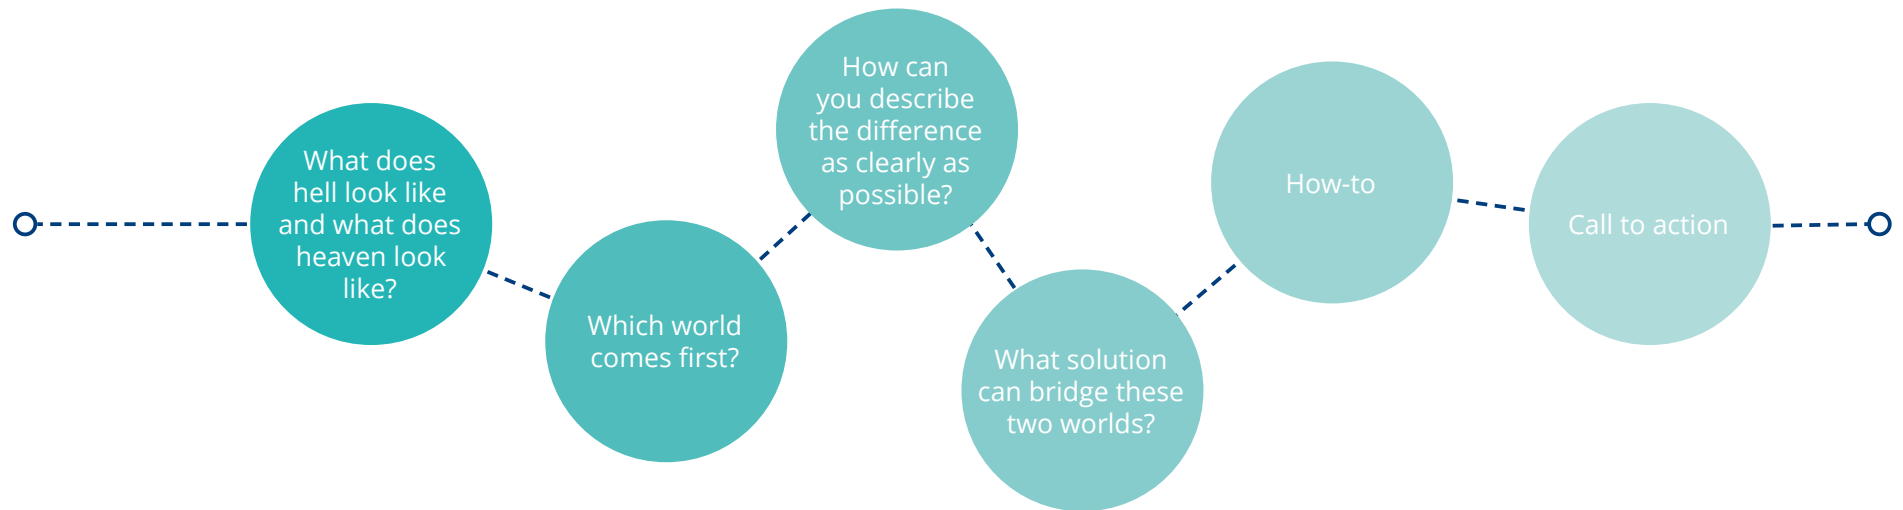 What does
hell look like
and what does
heaven look
like?
Which world
comes first?
How can
you describe
the difference
as clearly as
possible?
What solution
can bridge these
two worlds?
How-to
Call to action